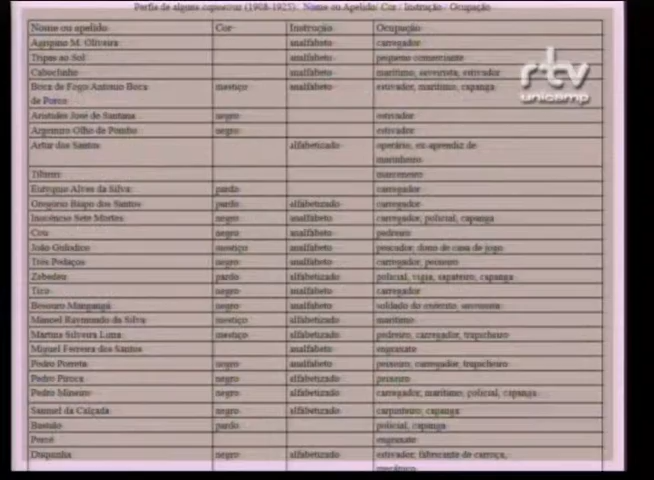 Perfis de alguns capoeiras (1908-1925): Nome ou Apelido/ Cor / Instrução / Ocupação
Nome ou apelido Cor Instrução Ocupação
Agripino M. Oliveira analfabeto carregador
Tripas ao Sol analfabeto pequeno comerciante
Caboclinho analfabeto marítimo, saveirista, estivador
Boca de Fogo Antonio Boca mestiço analfabeto estivador, marítimo, capanga
de Porco
Aristides José de Santana negro estivador
Argemiro Olho de Pombo negro estivador
Artur dos Santos alfabetizado operário, ex-aprendiz de
marinheiro
marceneiro
Eutrópio Alves da Silva pardo carregador
Gregório Bispo dos Santos pardo alfabetizado carregador
Inocêncio Sete Mortes negro analfabeto carregador, policial, capanga
negro analfabeto pedreiro
João mestiço analfabeto pescador, dono de casa de jogo
Três Pedaços negro analfabeto carregador, peixeiro
Zebedeu pardo alfabetizado policial, vigia, sapateiro, capanga
negro analfabeto carregador
Besouro Mangangá negro analfabeto soldado do exército, saveirista
Manoel Raymundo da Silva mestiço alfabetizado marítimo
Martins Silveira Lima mestiço alfabetizado pedreiro, carregador, trapicheiro
Miguel Ferreira dos Santos analfabeto engraxate
Pedro Porreta negro analfabeto peixeiro, carregador, trapicheiro
Pedro Piroca negro alfabetizado peixeiro
Pedro Mineiro negro alfabetizado carregador, marítimo, policial, capanga
Samuel da Calçada negro alfabetizado carpinteiro, capanga
Bastião pardo policial, capanga
engraxate
Duquinha negro alfabetizado estivador, fabricante de carroça,
mecânico
rtv
unicamp